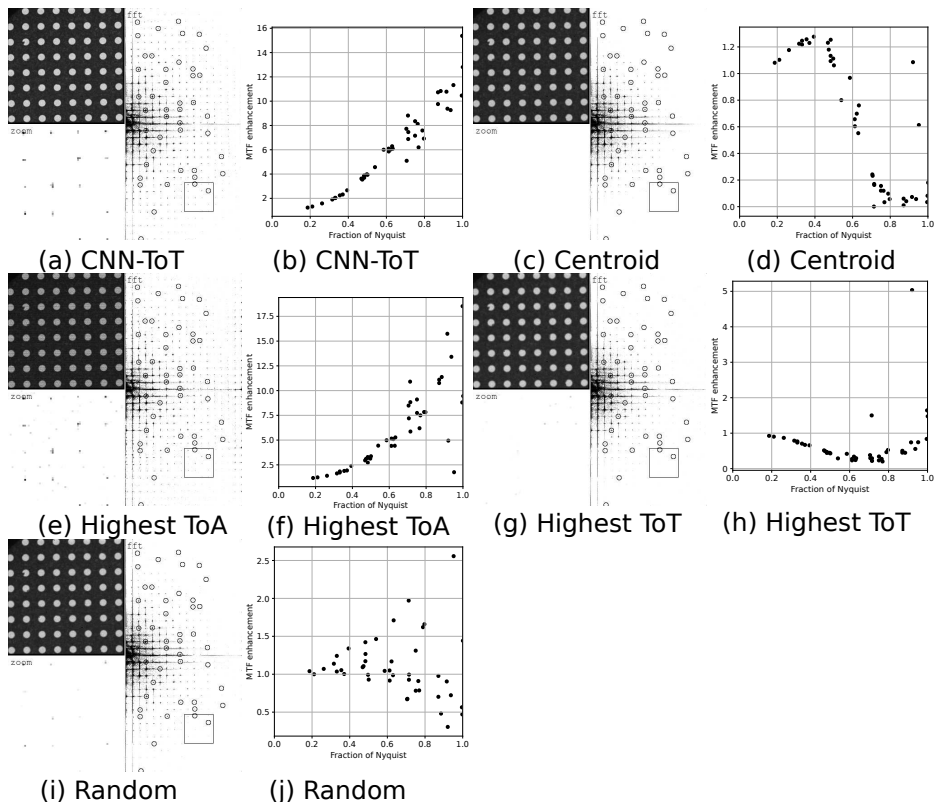 fft
zoom
MTF enhancement
16
14
12
10
8
6
4
2
0.0 0.2 0.4 0.6 0.8 1.0
Fraction of Nyquist
fft
zoom
MTF enhancement
1.2
1.0
0.8
0.6
0.4
0.2
0.0
0.0 0.2 0.4 0.6 0.8 1.0
Fraction of Nyquist
(a) CNN-ToT
(b) CNN-ToT
(c) Centroid
(d) Centroid
fft
zoom
MTF enhancement
17.5
15.0
12.5
10.0
7.5
5.0
2.5
0.0 0.2 0.4 0.6 0.8 1.0
Fraction of Nyquist
fft
zoom
MTF enhancement
5
4
3
2
1
0
0.0 0.2 0.4 0.6 0.8 1.0
Fraction of Nyquist
(e) Highest ToA
(f) Highest ToA
(g) Highest ToT
(h) Highest ToT
fft
zoom
MTF enhancement
2.5
2.0
1.5
1.0
0.5
0.0 0.2 0.4 0.6 0.8 1.0
Fraction of Nyquist
(i) Random
(j) Random